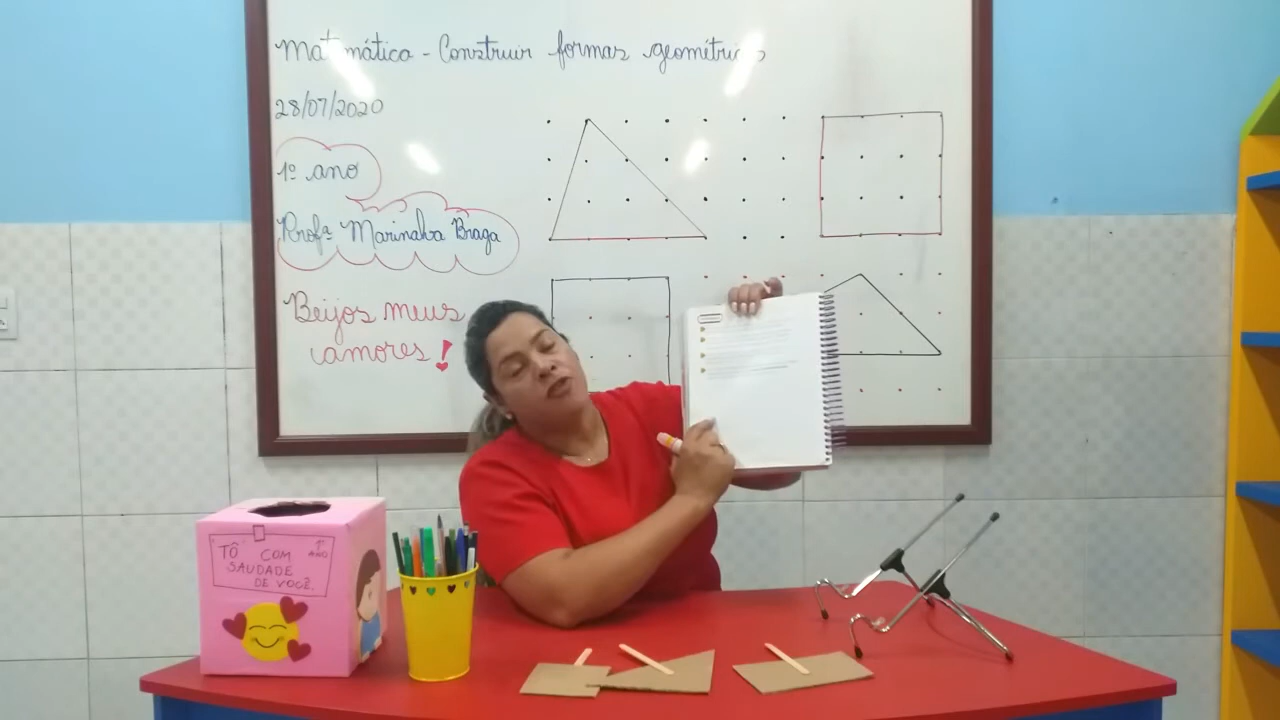 Matemática - Construir formas geométricas
28/07/2020
1º ano
Profª Marinalva Braga
Beijos meus
amores!
TÔ COM
SAUDADE
DE VOCÊ.
1º
ANO